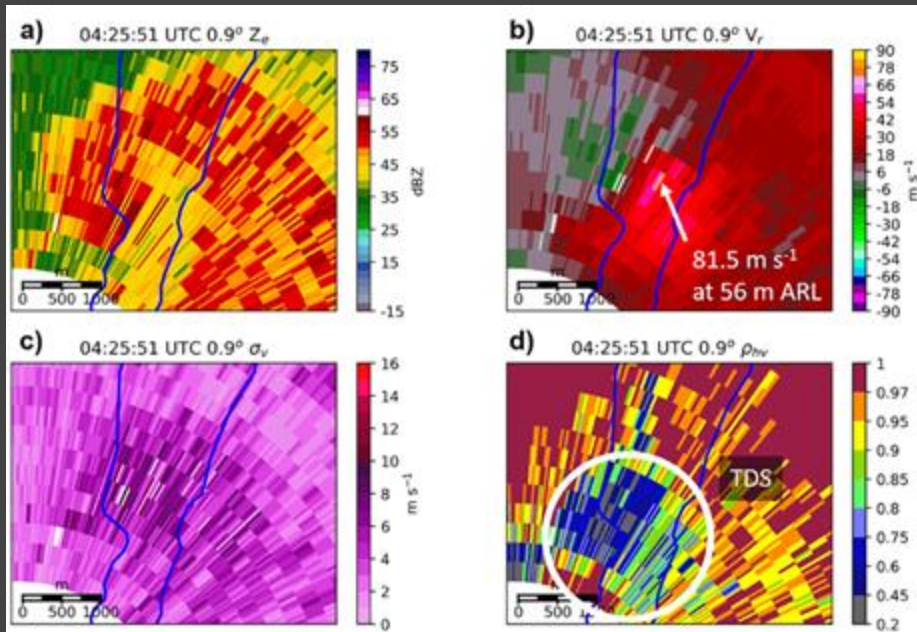 a) 04:25:51 UTC 0.9° Zₑ
75
65
55
45
35
25
15
5
-5
-15
dBZ
m
0 500 1000
b) 04:25:51 UTC 0.9° Vᵣ
90
78
66
54
42
30
18
6
-6
-18
-30
-42
-54
-66
-78
-90
m s⁻¹
81.5 m s⁻¹
at 56 m ARL
m
0 500 1000
c) 04:25:51 UTC 0.9° σᵥ
16
14
12
10
8
6
4
2
0
m s⁻¹
m
0 500 1000
d) 04:25:51 UTC 0.9° ρₕᵥ
1
0.97
0.95
0.9
0.85
0.8
0.75
0.6
0.45
0.2
TDS
m
0 500 1000